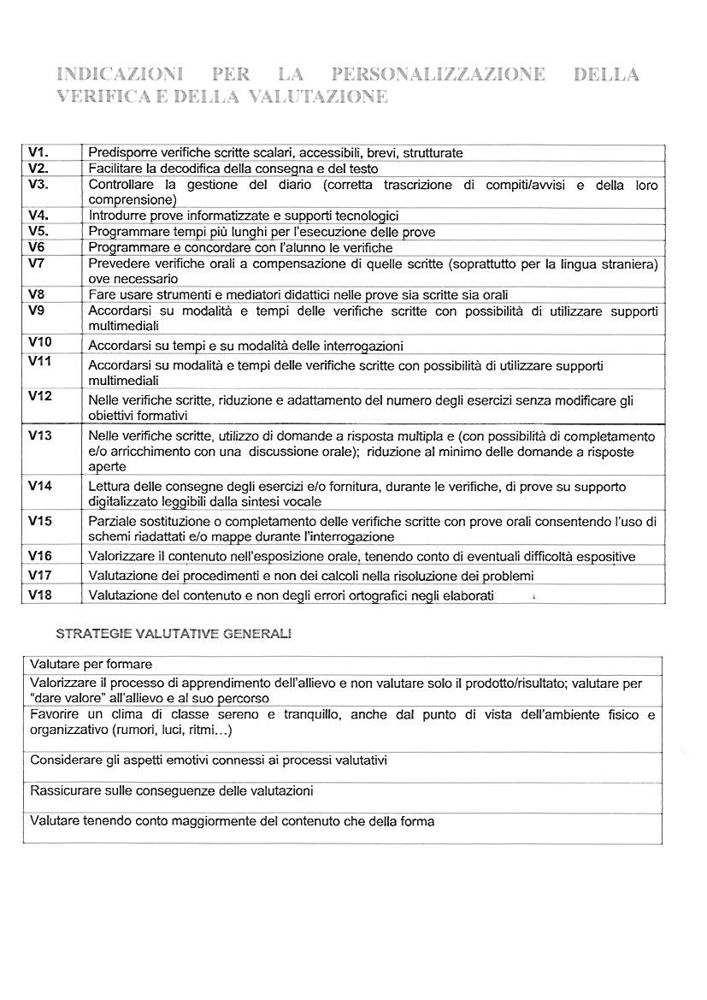 INDICAZIONI PER LA PERSONALIZZAZIONE DELLA
VERIFICA E DELLA VALUTAZIONE
V1. Predisporre verifiche scritte scalari, accessibili, brevi, strutturate
V2. Facilitare la decodifica della consegna e del testo
V3. Controllare la gestione del diario (corretta trascrizione di compiti/avvisi e della loro
comprensione)
V4. Introdurre prove informatizzate e supporti tecnologici
V5. Programmare tempi più lunghi per l'esecuzione delle prove
V6 Programmare e concordare con l'alunno le verifiche
V7 Prevedere verifiche orali a compensazione di quelle scritte (soprattutto per la lingua straniera)
ove necessario
V8 Fare usare strumenti e mediatori didattici nelle prove sia scritte sia orali
V9 Accordarsi su modalità e tempi delle verifiche scritte con possibilità di utilizzare supporti
multimediali
V10 Accordarsi su tempi e su modalità delle interrogazioni
V11 Accordarsi su modalità e tempi delle verifiche scritte con possibilità di utilizzare supporti
multimediali
V12 Nelle verifiche scritte, riduzione e adattamento del numero degli esercizi senza modificare gli
obiettivi formativi
V13 Nelle verifiche scritte, utilizzo di domande a risposta multipla e (con possibilità di completamento
e/o arricchimento con una discussione orale); riduzione al minimo delle domande a risposte
aperte
V14 Lettura delle consegne degli esercizi e/o fornitura, durante le verifiche, di prove su supporto
digitalizzato leggibili dalla sintesi vocale
V15 Parziale sostituzione o completamento delle verifiche scritte con prove orali consentendo l'uso di
schemi riadattati e/o mappe durante l'interrogazione
V16 Valorizzare il contenuto nell'esposizione orale, tenendo conto di eventuali difficoltà espositive
V17 Valutazione dei procedimenti e non dei calcoli nella risoluzione dei problemi
V18 Valutazione del contenuto e non degli errori ortografici negli elaborati
STRATEGIE VALUTATIVE GENERALI
Valutare per formare
Valorizzare il processo di apprendimento dell'allievo e non valutare solo il prodotto/risultato; valutare per
"dare valore" all'allievo e al suo percorso
Favorire un clima di classe sereno e tranquillo, anche dal punto di vista dell'ambiente fisico e
organizzativo (rumori, luci, ritmi…)
Considerare gli aspetti emotivi connessi ai processi valutativi
Rassicurare sulle conseguenze delle valutazioni
Valutare tenendo conto maggiormente del contenuto che della forma